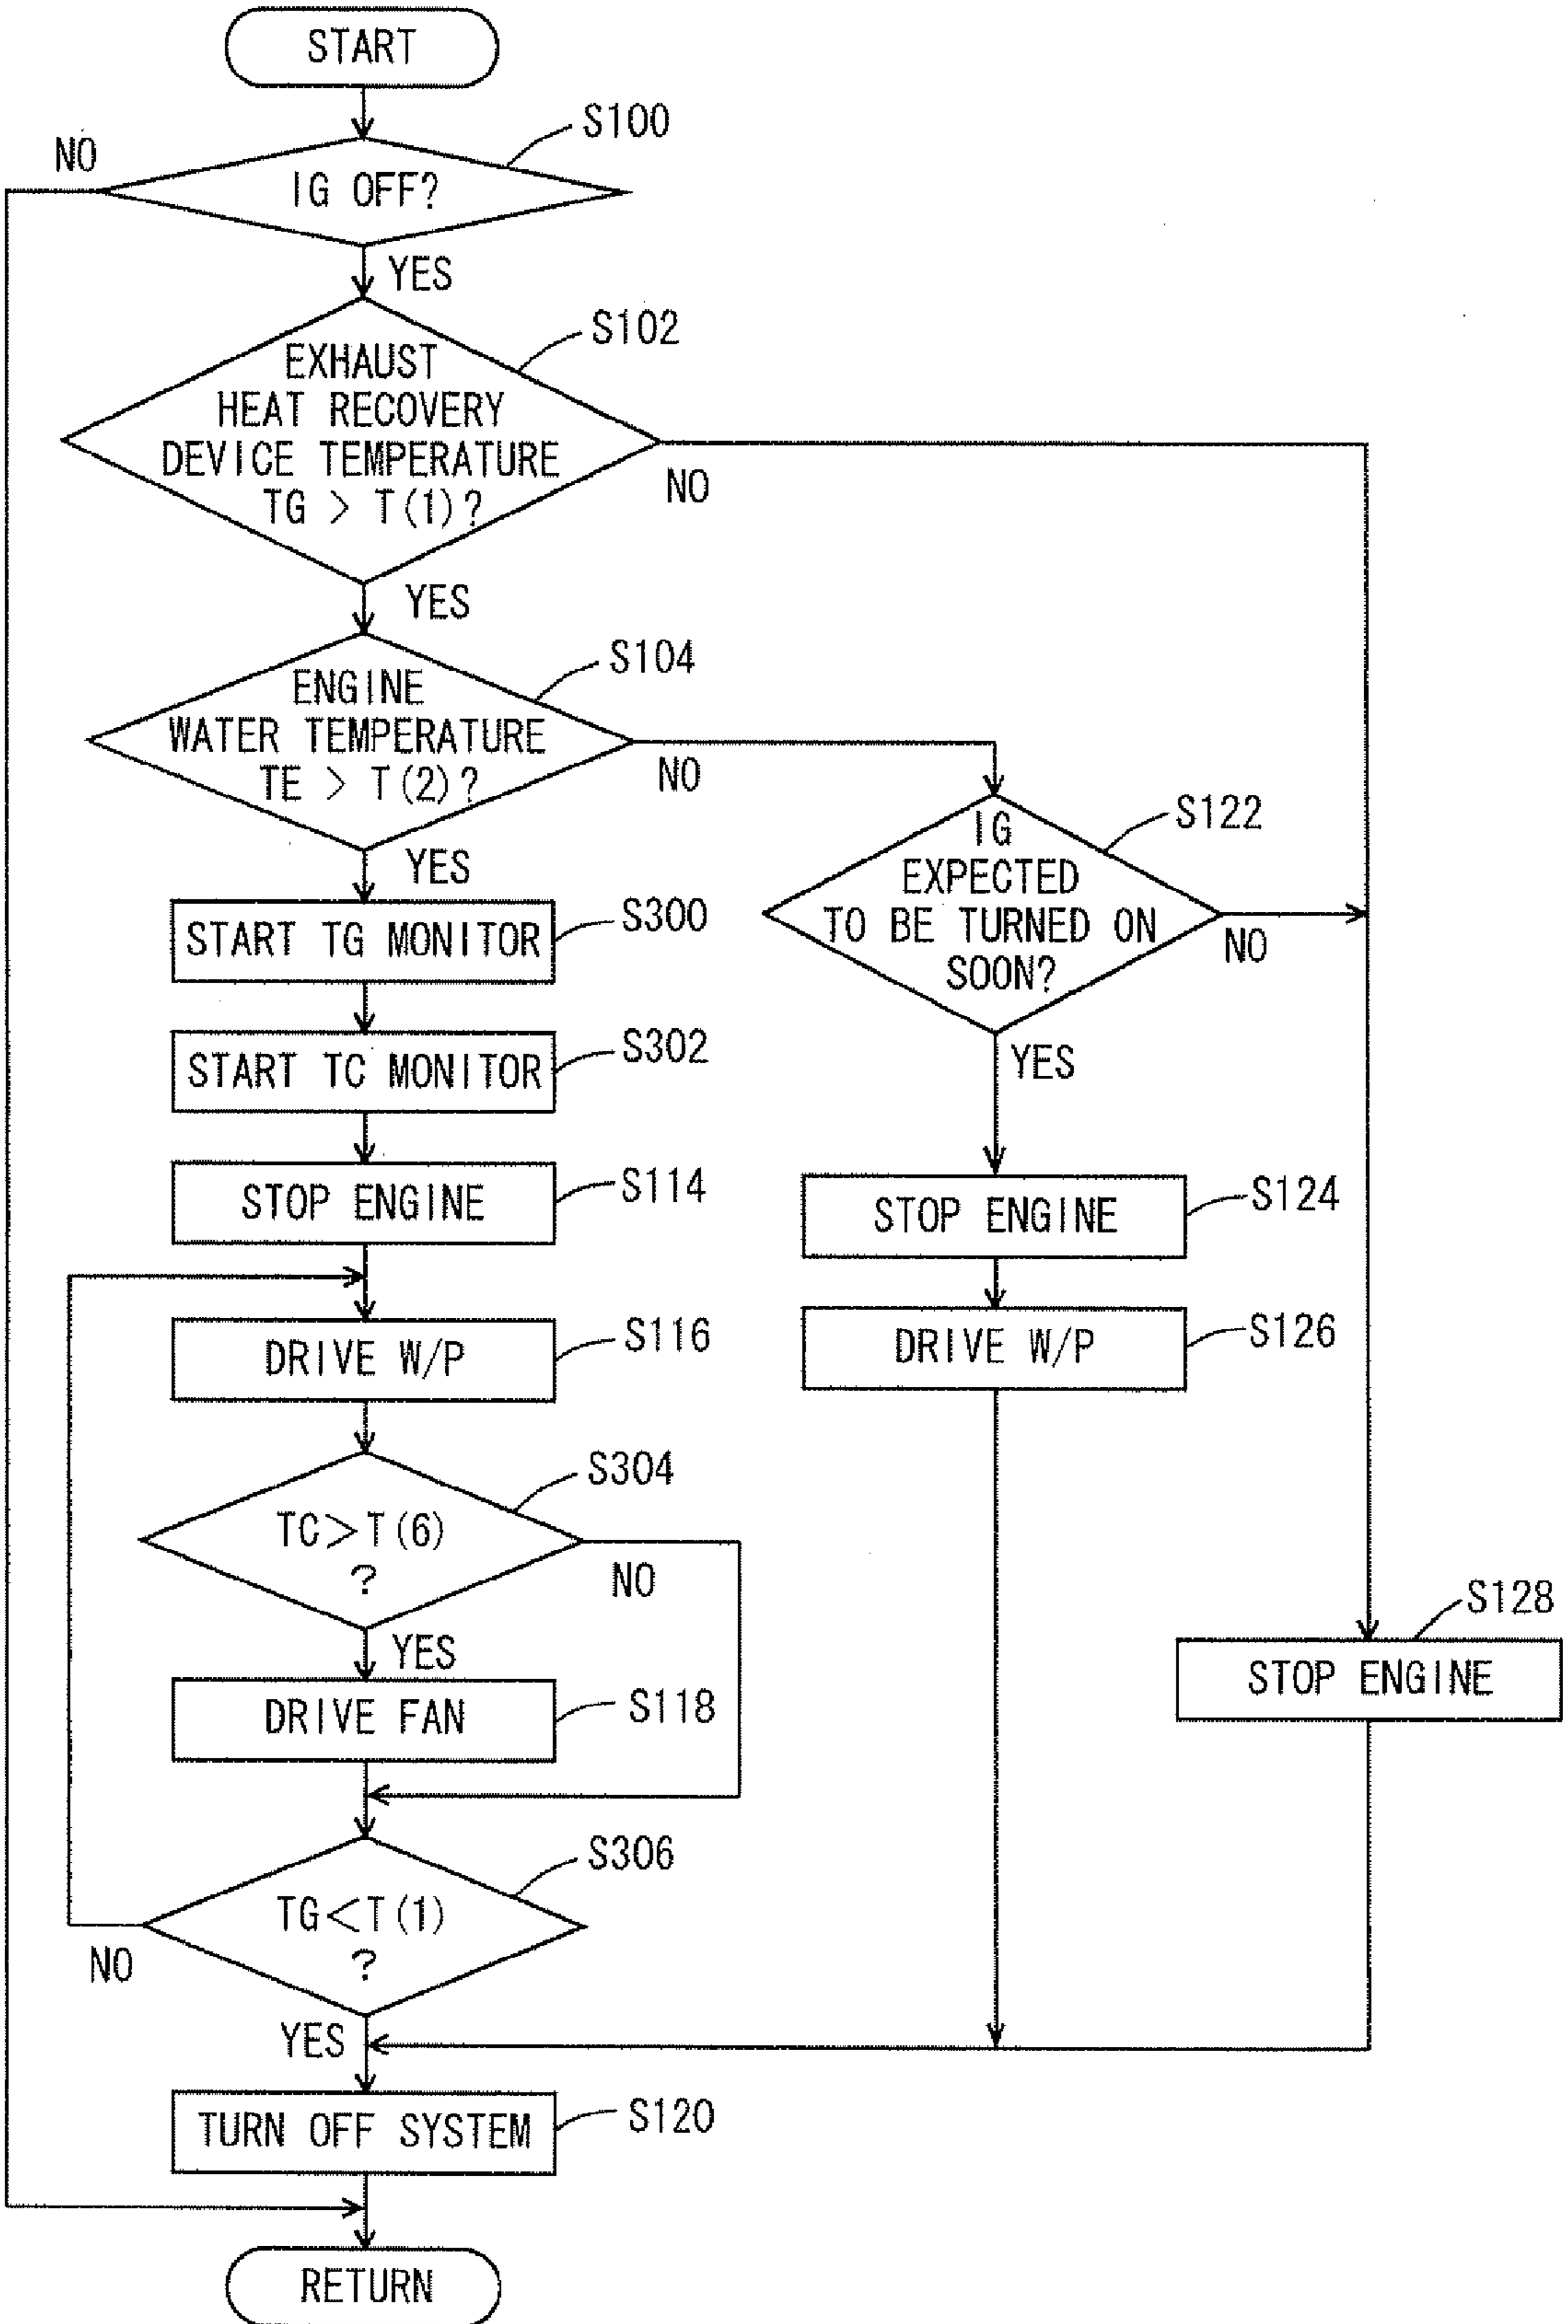 START
S100
NO
IG OFF?
YES
S102
EXHAUST
HEAT RECOVERY
DEVICE TEMPERATURE
TG > T(1)?
NO
YES
S104
ENGINE
WATER TEMPERATURE
TE > T(2)?
NO
YES
S122
IG
EXPECTED
TO BE TURNED ON
SOON?
NO
YES
START TG MONITOR
S300
START TC MONITOR
S302
STOP ENGINE
S114
STOP ENGINE
S124
DRIVE W/P
S116
DRIVE W/P
S126
S304
TC>T(6)
?
NO
YES
DRIVE FAN
S118
S128
STOP ENGINE
S306
TG<T(1)
?
NO
YES
TURN OFF SYSTEM
S120
RETURN